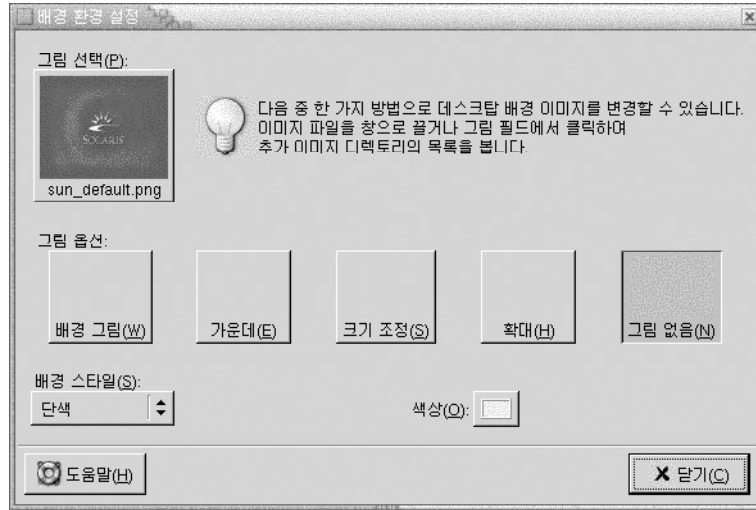 배경 환경 설정
그림 선택(P):
SOLARIS
sun_default.png
다음 중 한 가지 방법으로 데스크탑 배경 이미지를 변경할 수 있습니다.
이미지 파일을 창으로 끌거나 그림 필드에서 클릭하여
추가 이미지 디렉토리의 목록을 봅니다.
그림 옵션:
배경 그림(W)
가운데(E)
크기 조정(S)
확대(H)
그림 없음(N)
배경 스타일(S):
단색
색상(O):
도움말(H)
닫기(C)